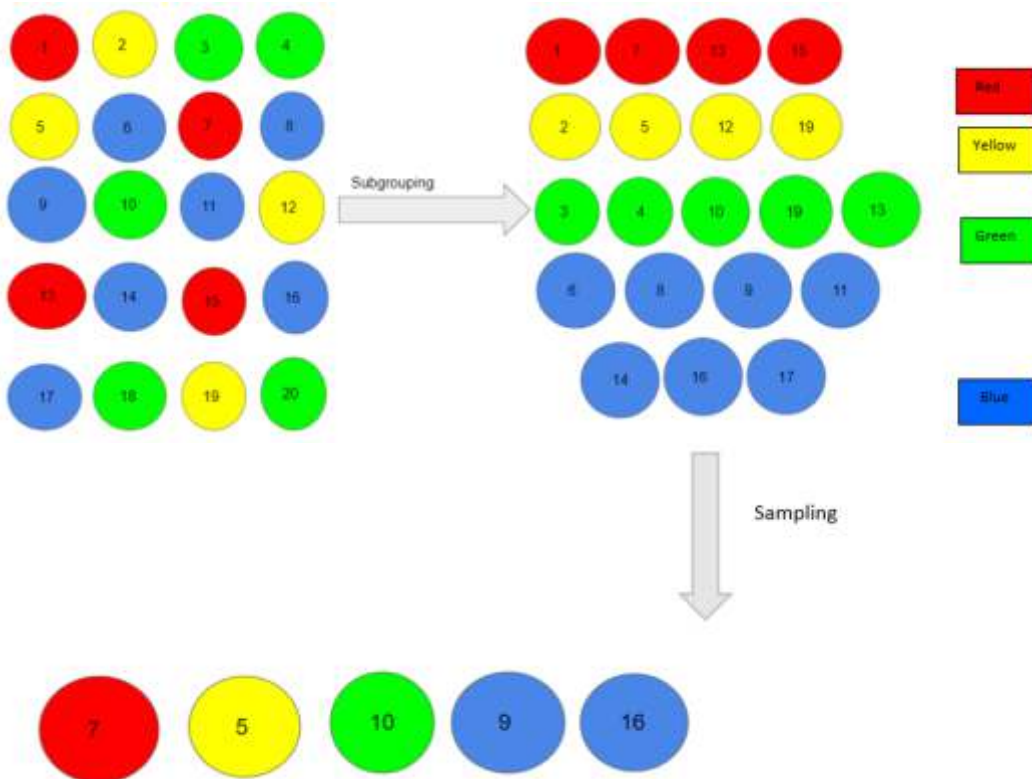 1 2 3 4
5 6 7 8
9 10 11 12
13 14 15 16
17 18 19 20
Subgrouping
1 7 13 15
2 5 12 19
3 4 10 19 13
6 8 9 11
14 16 17
Red
Yellow
Green
Blue
Sampling
7 5 10 9 16